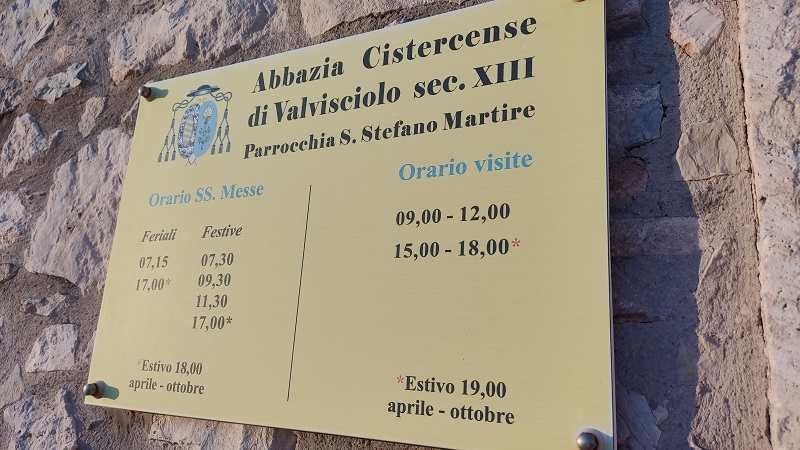 Abbazia Cistercense
di Valvisciolo sec. XIII
Parrocchia S. Stefano Martire
Orario SS. Messe
Feriali Festive
07,15 07,30
17,00* 09,30
11,30
17,00*
*Estivo 18,00
aprile - ottobre
Orario visite
09,00 - 12,00
15,00 - 18,00*
*Estivo 19,00
aprile - ottobre